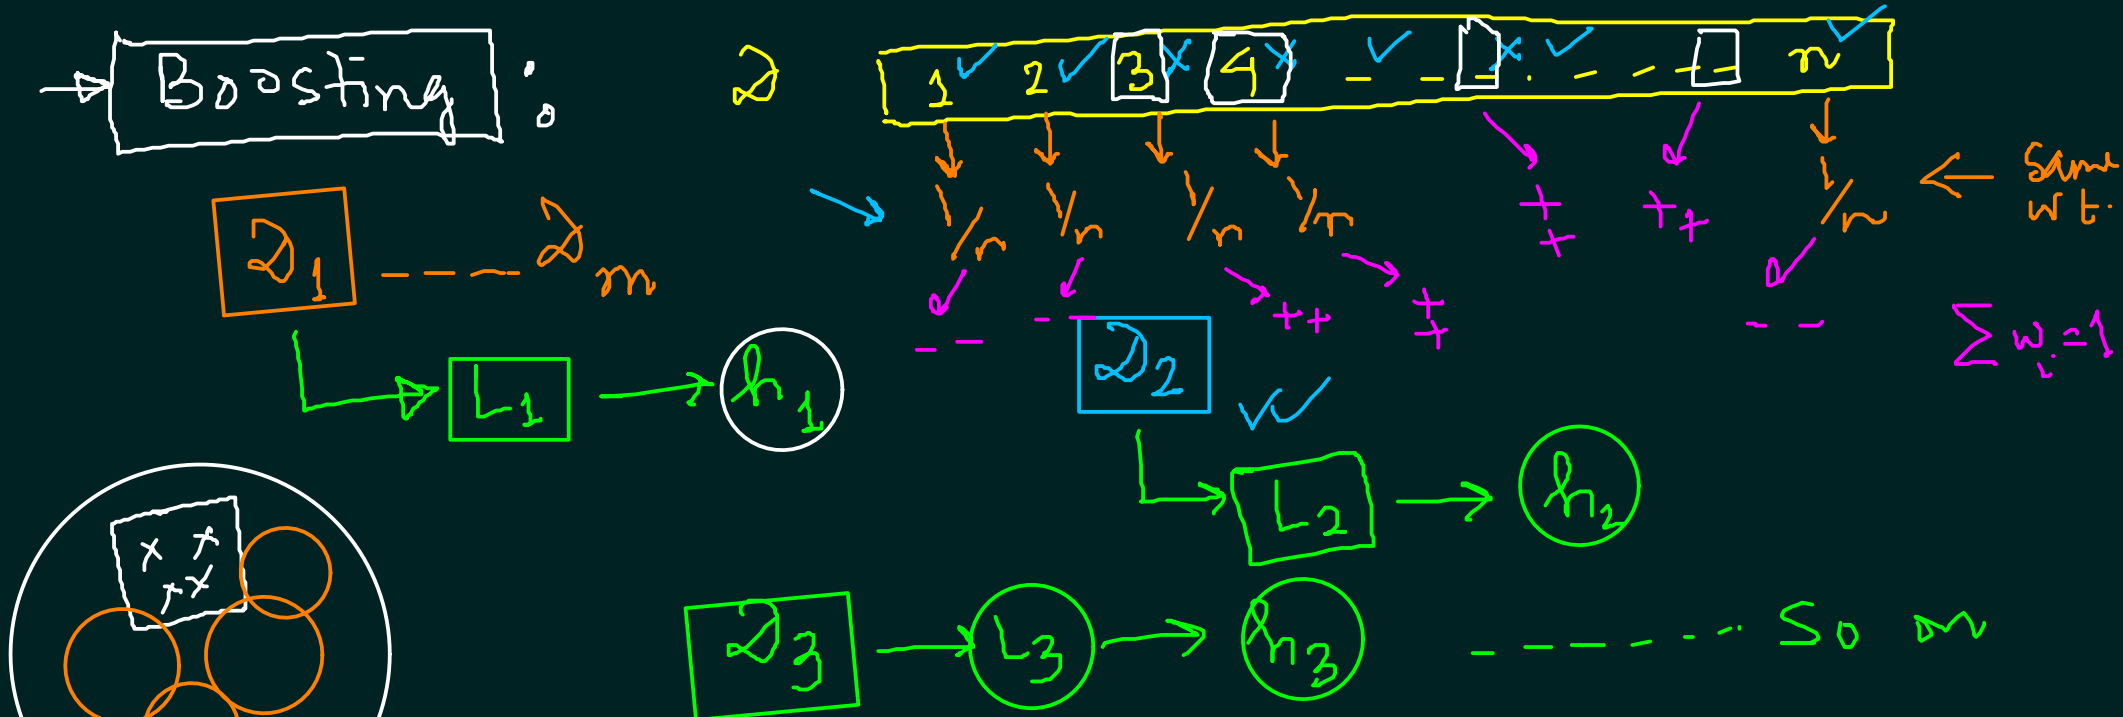 Boosting :
D 1 ✓ 2 ✓ 3 x 4 x - ✓ - - x . ✓ - - - - - n ✓
1/n 1/n 1/n 1/n + + + + 1/n ← Same wt.
D1 - - - - Dm
- - - - + + + + - -
∑ wi = 1
L1 → h1
D2 ✓✓
L2 → h2
x x x x
D3 → L3 → h3 - - - - - - - So on